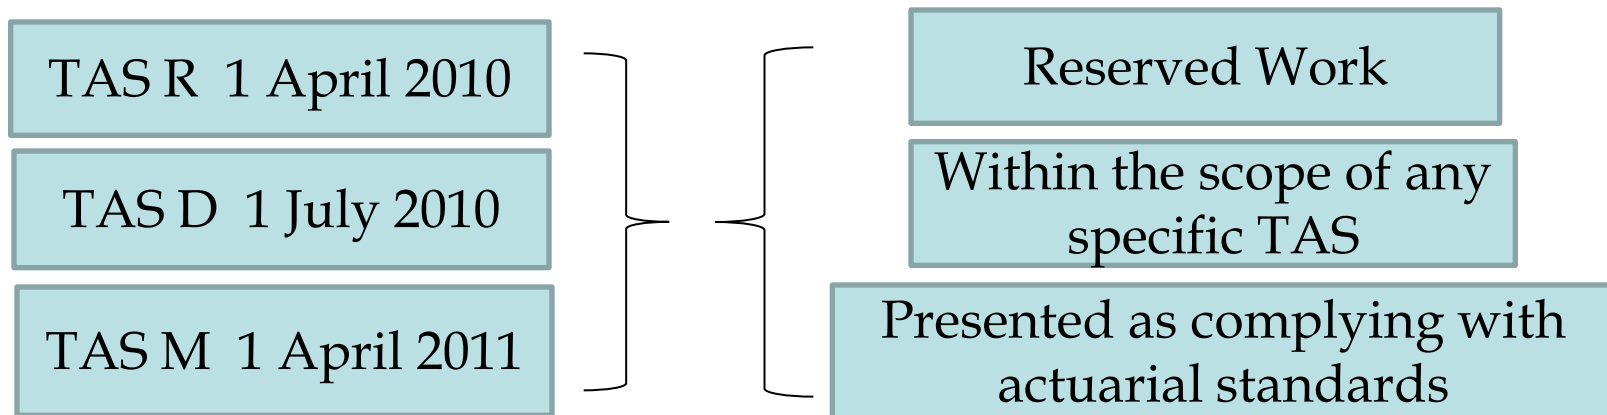 TAS R 1 April 2010
TAS D 1 July 2010
TAS M 1 April 2011
Reserved Work
Within the scope of any
specific TAS
Presented as complying with
actuarial standards